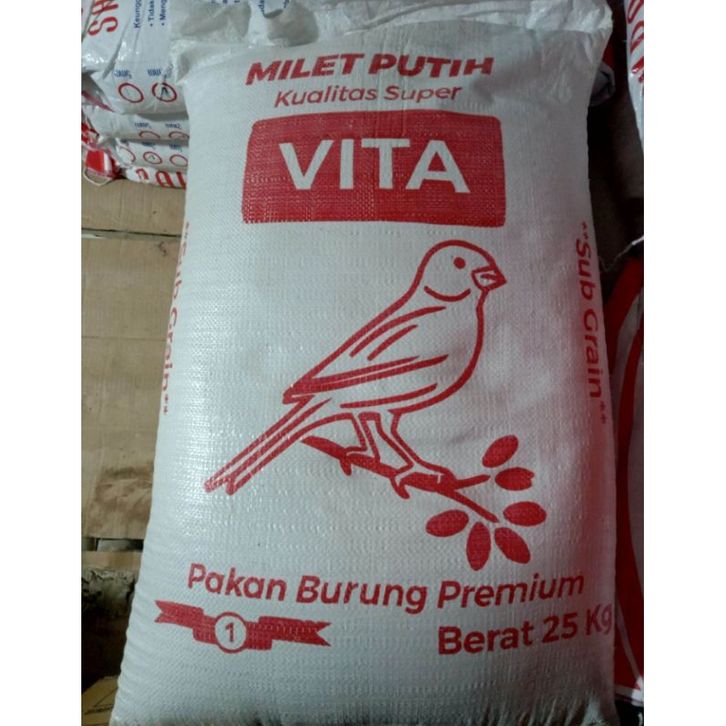 MILET PUTIH
Kualitas Super
VITA
**Sub Grain**
**Sub Grain**
Pakan Burung Premium
1
Berat 25 Kg